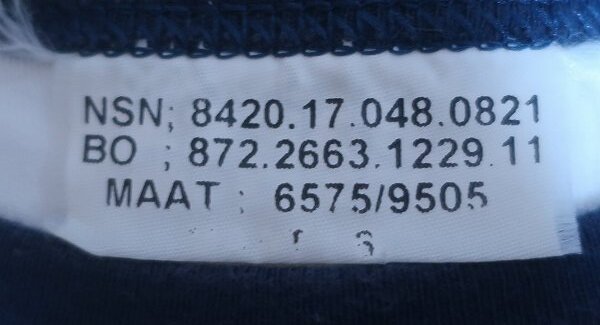 NSN; 8420.17.048.0821
BO ; 872.2663.1229.11
MAAT : 6575/9505